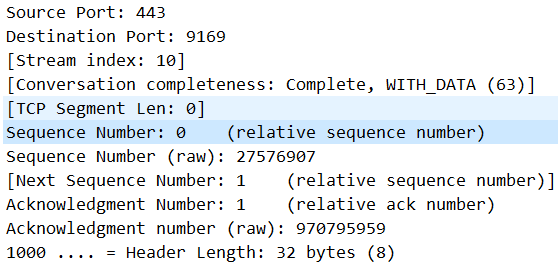 Source Port: 443
Destination Port: 9169
[Stream index: 10]
[Conversation completeness: Complete, WITH_DATA (63)]
[TCP Segment Len: 0]
Sequence Number: 0    (relative sequence number)
Sequence Number (raw): 27576907
[Next Sequence Number: 1    (relative sequence number)]
Acknowledgment Number: 1    (relative ack number)
Acknowledgment number (raw): 970795959
1000 .... = Header Length: 32 bytes (8)